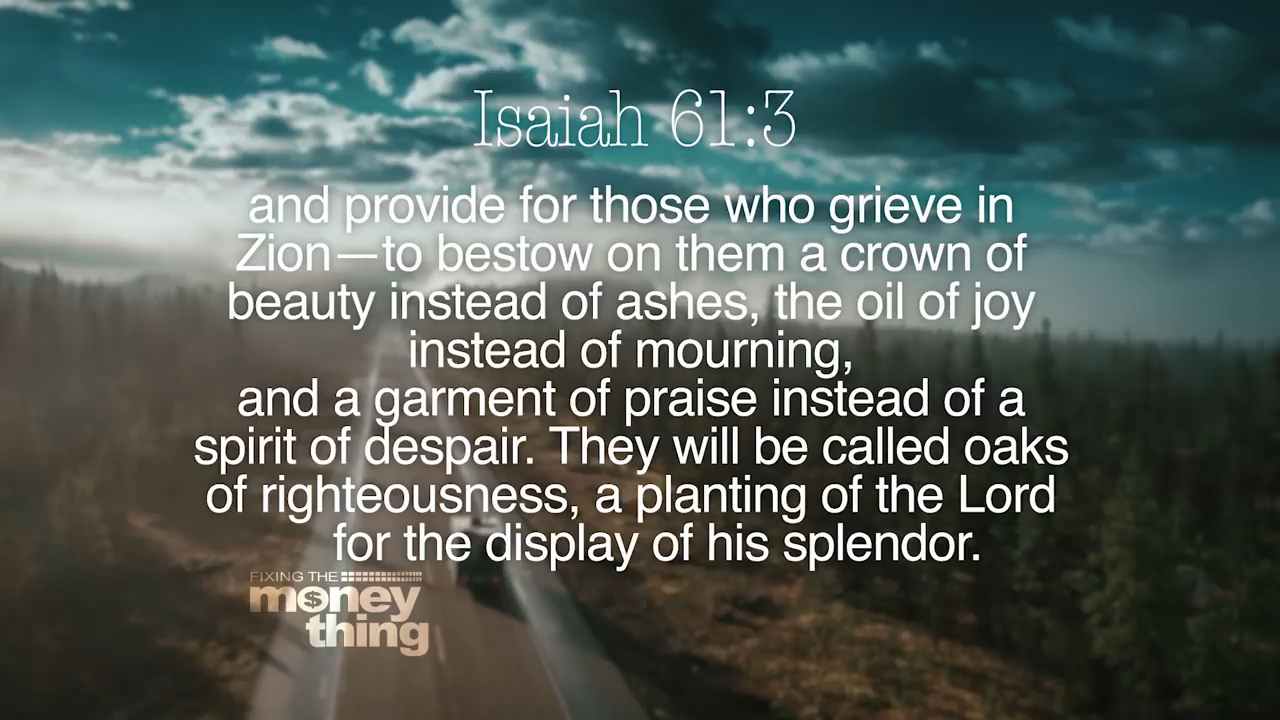 Isaiah 61:3
and provide for those who grieve in
Zion—to bestow on them a crown of
beauty instead of ashes, the oil of joy
instead of mourning,
and a garment of praise instead of a
spirit of despair. They will be called oaks
of righteousness, a planting of the Lord
for the display of his splendor.
FIXING THE
money
thing